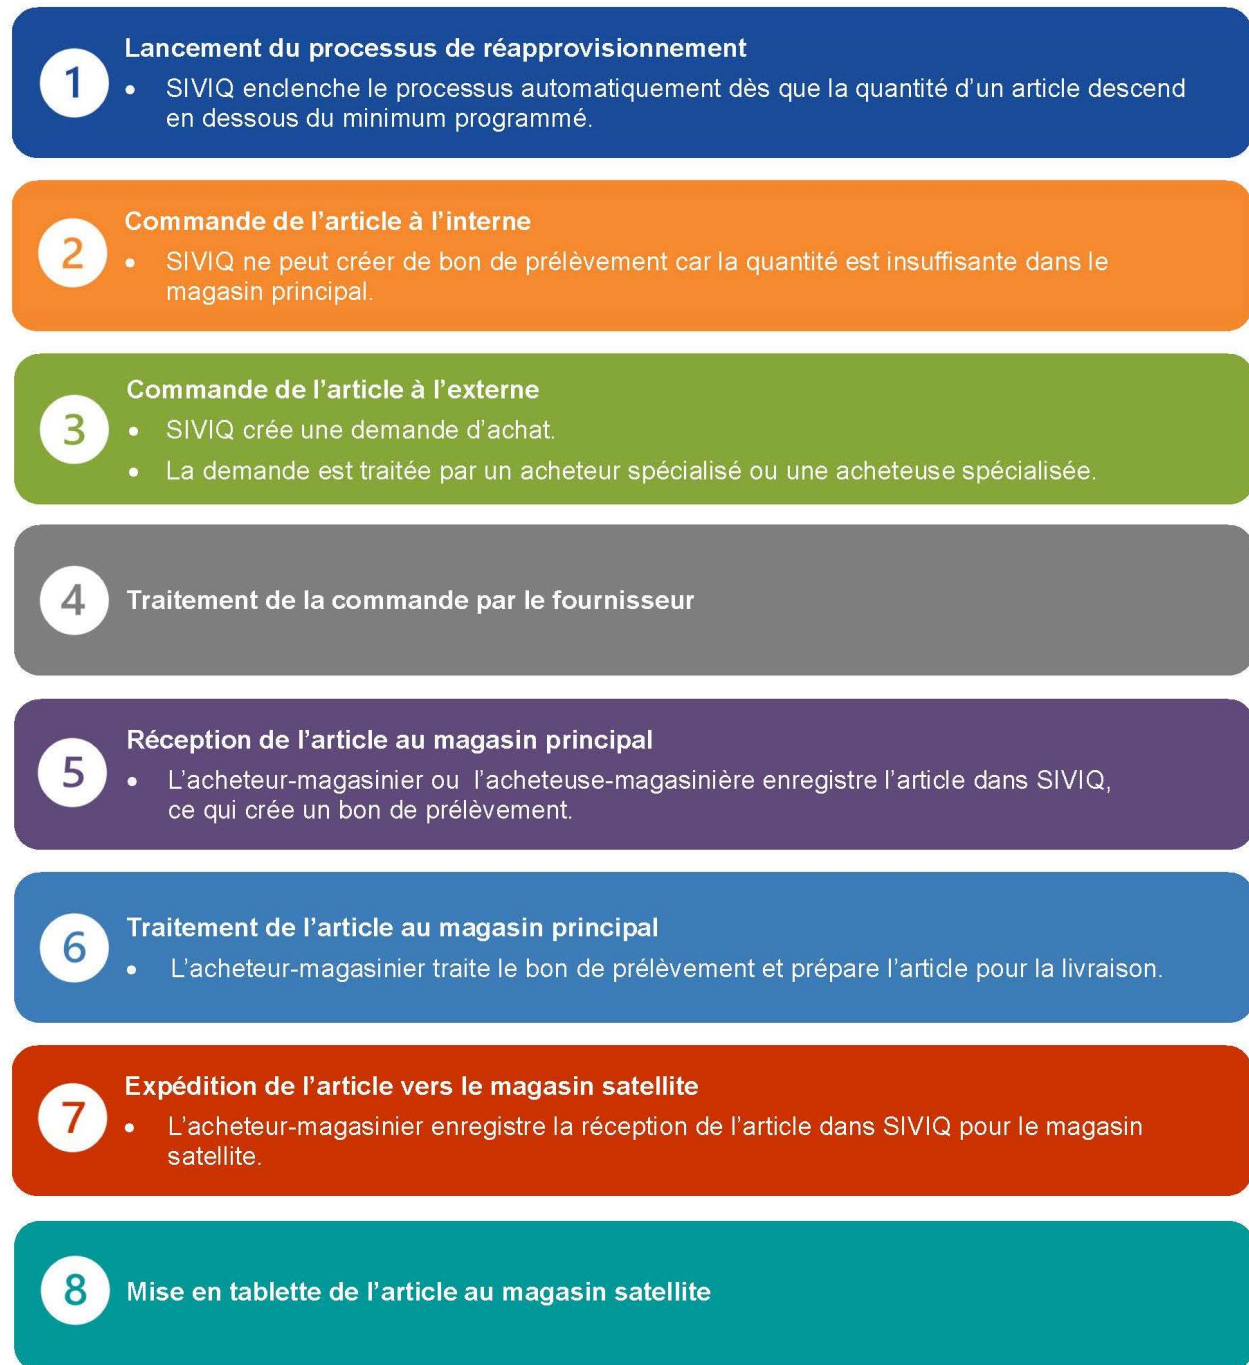 1
Lancement du processus de réapprovisionnement
• SIVIQ enclenche le processus automatiquement dès que la quantité d’un article descend
en dessous du minimum programmé.
2
Commande de l’article à l’interne
• SIVIQ ne peut créer de bon de prélèvement car la quantité est insuffisante dans le
magasin principal.
3
Commande de l’article à l’externe
• SIVIQ crée une demande d’achat.
• La demande est traitée par un acheteur spécialisé ou une acheteuse spécialisée.
4
Traitement de la commande par le fournisseur
5
Réception de l’article au magasin principal
• L’acheteur-magasinier ou l’acheteuse-magasinière enregistre l’article dans SIVIQ,
ce qui crée un bon de prélèvement.
6
Traitement de l’article au magasin principal
• L’acheteur-magasinier traite le bon de prélèvement et prépare l’article pour la livraison.
7
Expédition de l’article vers le magasin satellite
• L’acheteur-magasinier enregistre la réception de l’article dans SIVIQ pour le magasin
satellite.
8
Mise en tablette de l’article au magasin satellite